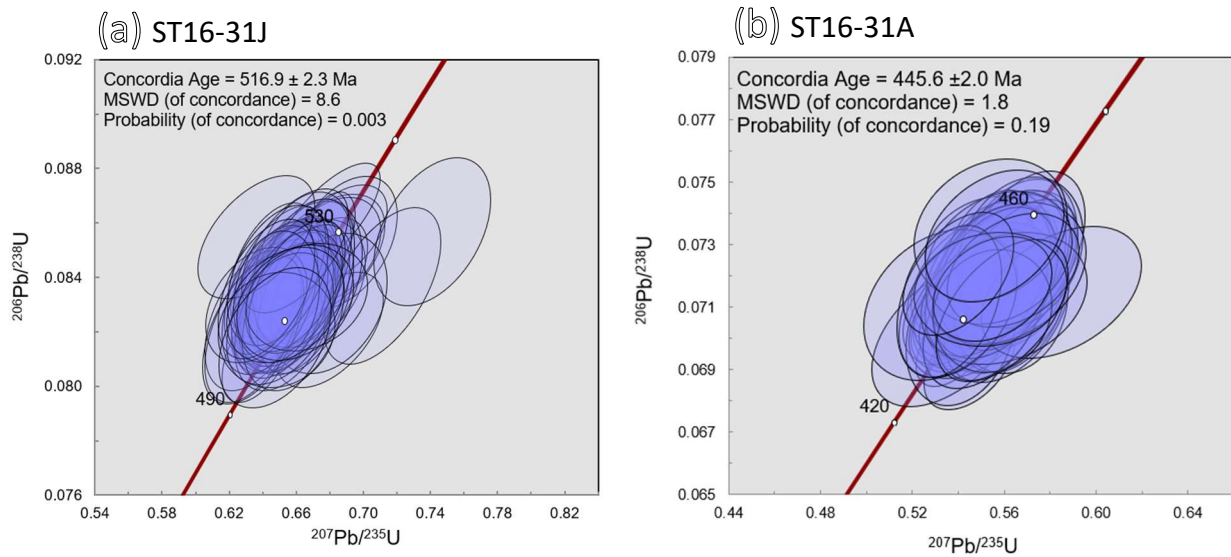 (a) ST16-31J
Concordia Age = 516.9 ± 2.3 Ma
MSWD (of concordance) = 8.6
Probability (of concordance) = 0.003
0.092
0.088
0.084
0.080
0.076
530
490
0.54 0.58 0.62 0.66 0.70 0.74 0.78 0.82
²⁰⁶Pb/²³⁸U
²⁰⁷Pb/²³⁵U
(b) ST16-31A
Concordia Age = 445.6 ±2.0 Ma
MSWD (of concordance) = 1.8
Probability (of concordance) = 0.19
0.079
0.077
0.075
0.073
0.071
0.069
0.067
0.065
460
420
0.44 0.48 0.52 0.56 0.60 0.64
²⁰⁶Pb/²³⁸U
²⁰⁷Pb/²³⁵U